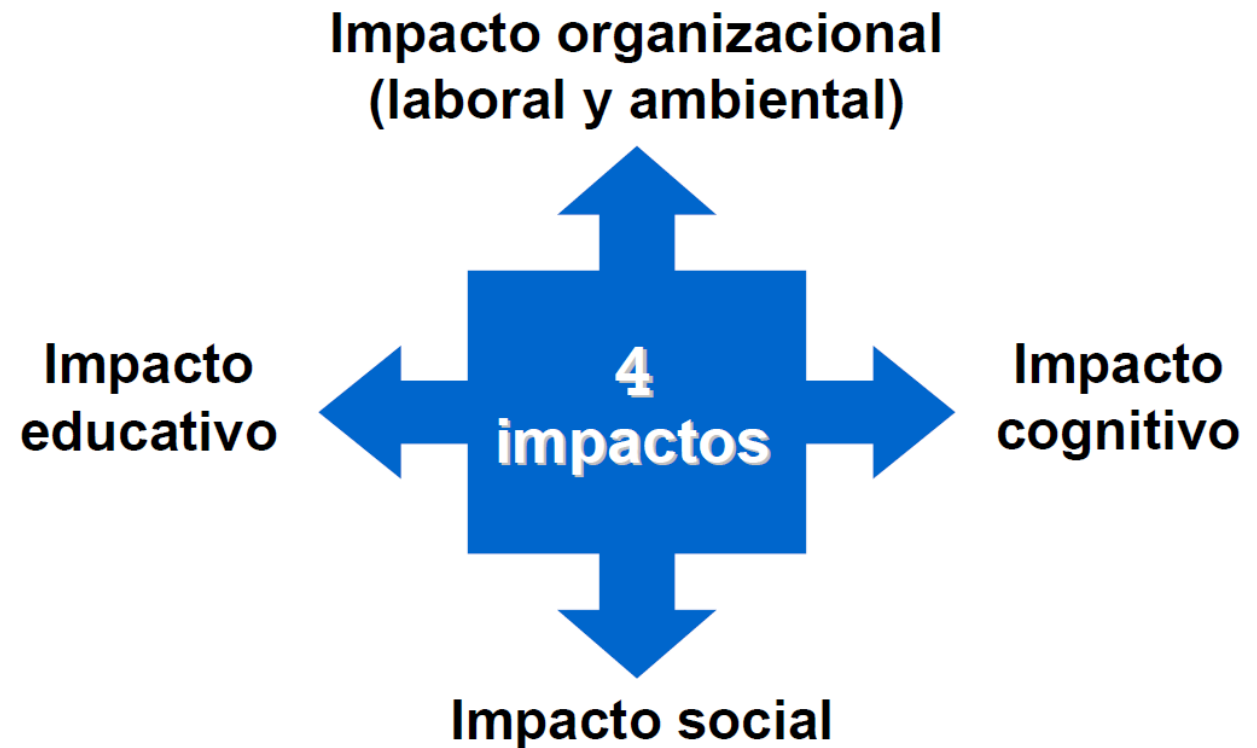 Impacto organizacional
(laboral y ambiental)
Impacto
educativo
4
impactos
Impacto
cognitivo
Impacto social